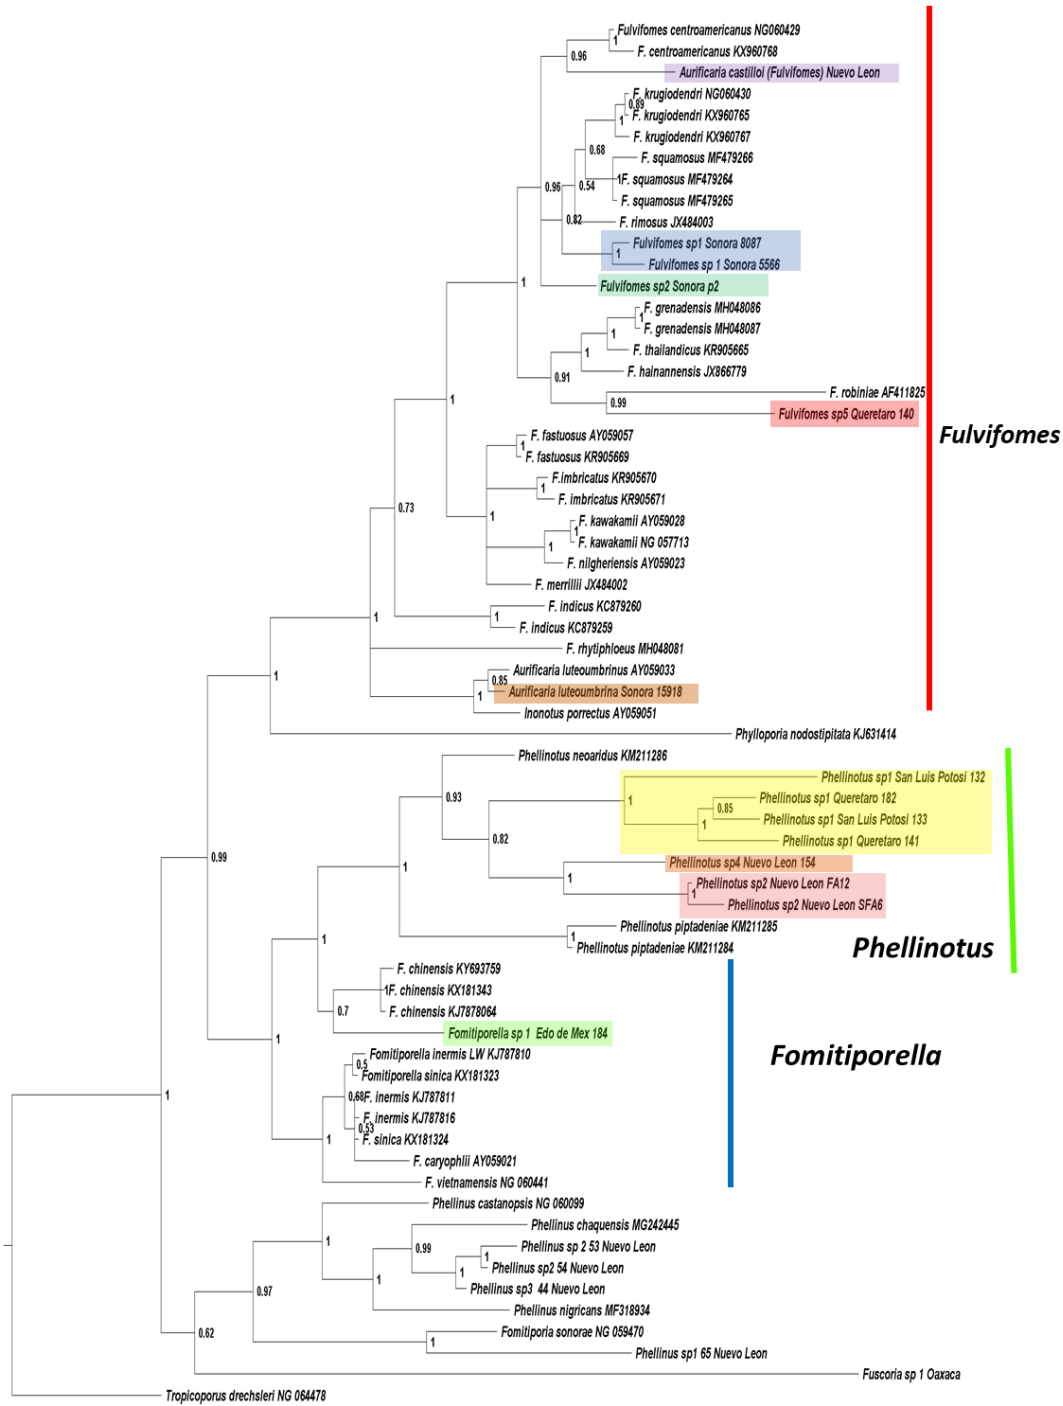 Fulvifomes centroamericanus NG060429
1
F. centroamericanus KX960768
0.96
Aurificaria castilloi (Fulvifomes) Nuevo Leon
F. krugiodendri NG060430
0.89
F. krugiodendri KX960765
1
F. krugiodendri KX960767
0.68
F. squamosus MF479266
1
F. squamosus MF479264
0.96
0.54
F. squamosus MF479265
0.82
F. rimosus JX484003
Fulvifomes sp1 Sonora 8087
1
Fulvifomes sp 1 Sonora 5566
1
Fulvifomes sp2 Sonora p2
F. grenadensis MH048086
1
F. grenadensis MH048087
1
F. thailandicus KR905665
1
F. hainannensis JX866779
0.91
F. robiniae AF411825
1
0.99
Fulvifomes sp5 Queretaro 140
Fulvifomes
F. fastuosus AY059057
1
F. fastuosus KR905669
F.imbricatus KR905670
1
F. imbricatus KR905671
0.73
1
F. kawakamii AY059028
1
F. kawakamii NG 057713
1
F. nilgheriensis AY059023
F. merrillii JX484002
F. indicus KC879260
1
F. indicus KC879259
1
F. rhytiphloeus MH048081
Aurificaria luteoumbrinus AY059033
0.85
Aurificaria luteoumbrina Sonora 15918
1
Inonotus porrectus AY059051
1
Phylloporia nodostipitata KJ631414
Phellinotus neoaridus KM211286
Phellinotus sp1 San Luis Potosi 132
0.93
1
Phellinotus sp1 Queretaro 182
0.85
Phellinotus sp1 San Luis Potosi 133
1
0.82
Phellinotus sp1 Queretaro 141
0.99
1
Phellinotus sp4 Nuevo Leon 154
1
Phellinotus sp2 Nuevo Leon FA12
1
Phellinotus sp2 Nuevo Leon SFA6
Phellinotus piptadeniae KM211285
1
1
Phellinotus piptadeniae KM211284
Phellinotus
F. chinensis KY693759
1
F. chinensis KX181343
0.7
F. chinensis KJ7878064
Fomitiporella sp 1 Edo de Mex 184
1
Fomitiporella
Fomitiporella inermis LW KJ787810
0.5
Fomitiporella sinica KX181323
0.68
F. inermis KJ787811
1
F. inermis KJ787816
0.53
1
F. sinica KX181324
F. caryophlii AY059021
F. vietnamensis NG 060441
Phellinus castanopsis NG 060099
Phellinus chaquensis MG242445
1
0.99
Phellinus sp 2 53 Nuevo Leon
1
Phellinus sp2 54 Nuevo Leon
1
1
Phellinus sp3 44 Nuevo Leon
0.97
Phellinus nigricans MF318934
0.62
Fomitiporia sonorae NG 059470
1
Phellinus sp1 65 Nuevo Leon
Fuscoria sp 1 Oaxaca
Tropicoporus drechsleri NG 064478